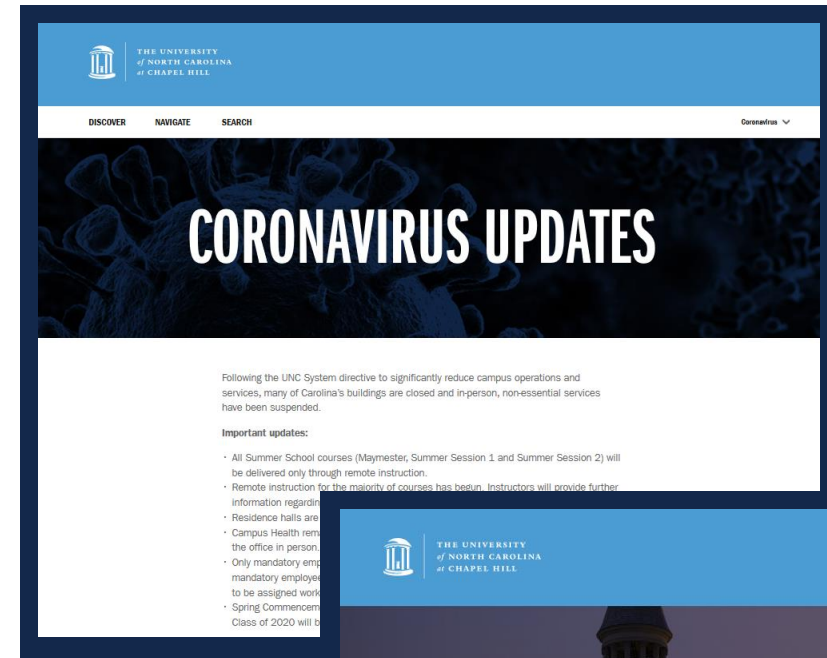 THE UNIVERSITY
of NORTH CAROLINA
at CHAPEL HILL
DISCOVER NAVIGATE SEARCH Coronavirus
CORONAVIRUS UPDATES
Following the UNC System directive to significantly reduce campus operations and
services, many of Carolina's buildings are closed and in-person, non-essential services
have been suspended.
Important updates:
· All Summer School courses (Maymester, Summer Session 1 and Summer Session 2) will
be delivered only through remote instruction.
· Remote instruction for the majority of courses has begun. Instructors will provide further
information regardin
· Residence halls are
· Campus Health rem
the office in person.
· Only mandatory emp
mandatory employee
to be assigned work
· Spring Commencem
Class of 2020 will b
THE UNIVERSITY
of NORTH CAROLINA
at CHAPEL HILL